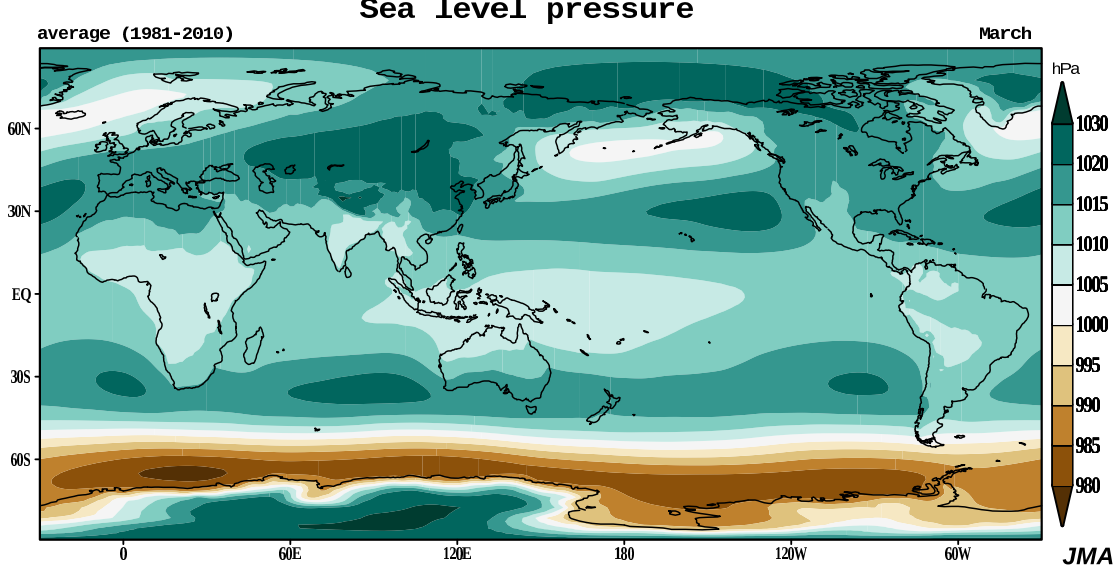 Sea level pressure
average (1981-2010) March
hPa
1030
60N 1020
1015
30N
1010
1005
EQ
1000
995
30S
990
985
60S
980
0 60E 120E 180 120W 60W
JMA